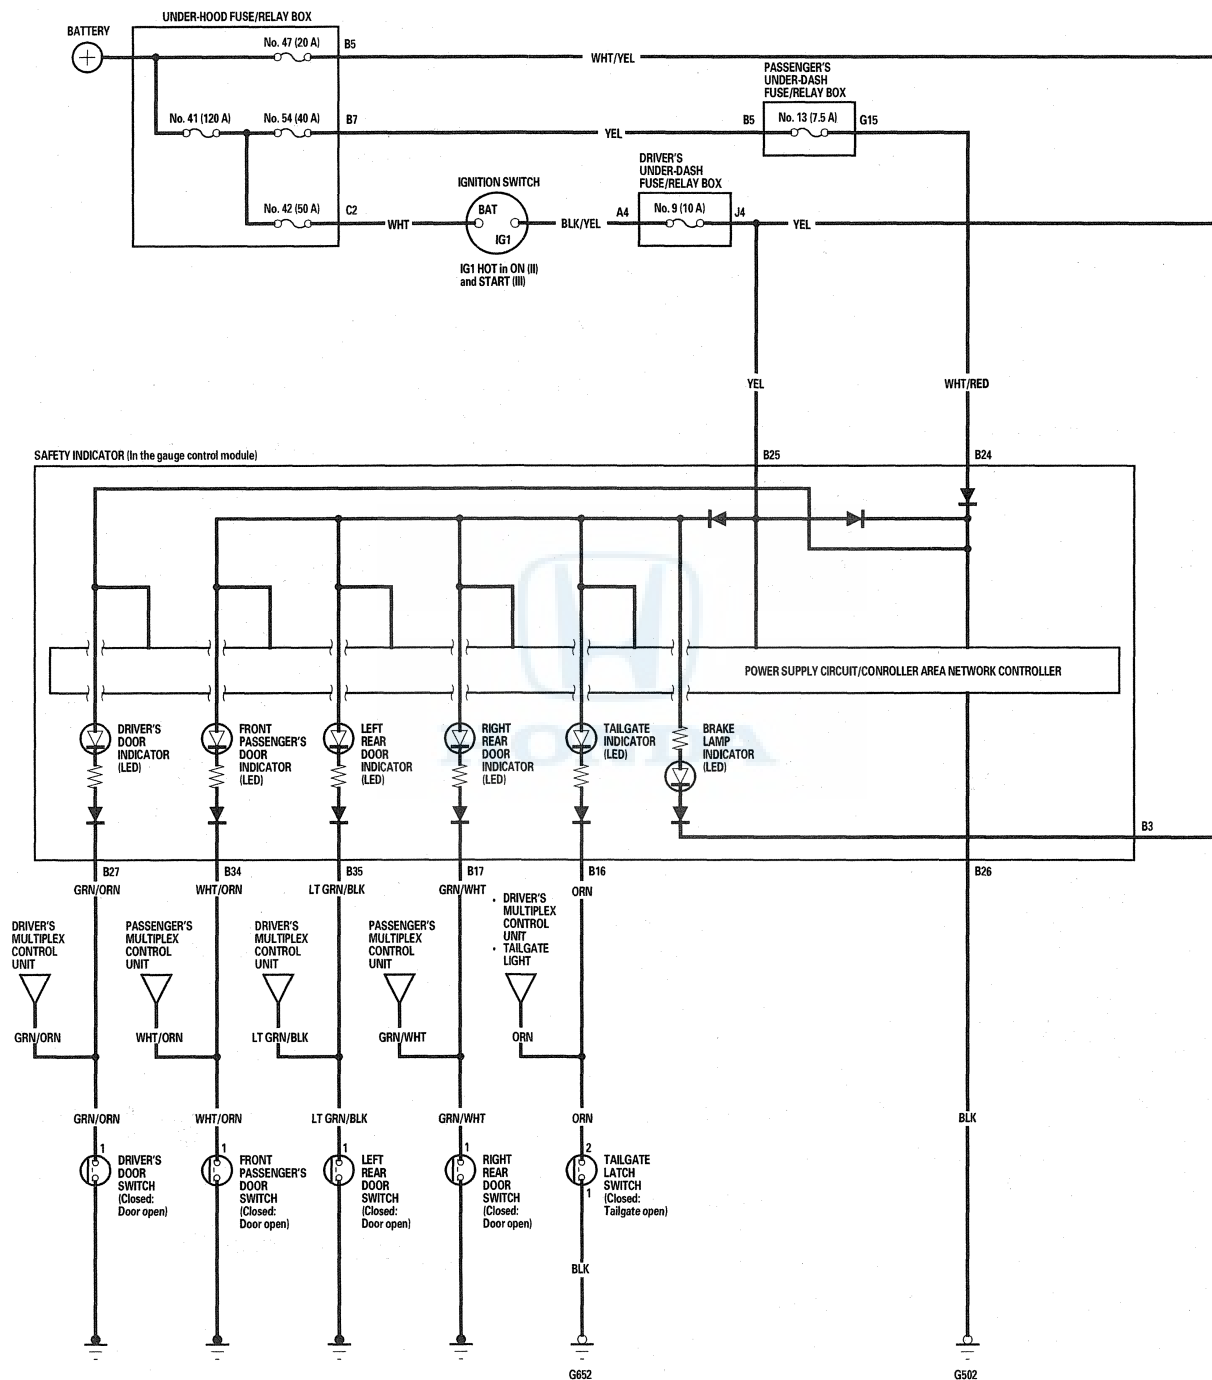 UNDER-HOOD FUSE/RELAY BOX
BATTERY
No. 47 (20 A)
B5
WHT/YEL
PASSENGER'S
UNDER-DASH
FUSE/RELAY BOX
No. 41 (120 A)
No. 54 (40 A)
B7
YEL
B5
No. 13 (7.5 A)
G15
DRIVER'S
UNDER-DASH
FUSE/RELAY BOX
IGNITION SWITCH
No. 42 (50 A)
C2
WHT
BAT
IG1
BLK/YEL
A4
No. 9 (10 A)
J4
YEL
IG1 HOT in ON (II)
and START (III)
YEL
WHT/RED
SAFETY INDICATOR (In the gauge control module)
B25
B24
POWER SUPPLY CIRCUIT/CONROLLER AREA NETWORK CONTROLLER
DRIVER'S
DOOR
INDICATOR
(LED)
FRONT
PASSENGER'S
DOOR
INDICATOR
(LED)
LEFT
REAR
DOOR
INDICATOR
(LED)
RIGHT
REAR
DOOR
INDICATOR
(LED)
TAILGATE
INDICATOR
(LED)
BRAKE
LAMP
INDICATOR
(LED)
HONDA
B3
B27
B34
B35
B17
B16
B26
GRN/ORN
WHT/ORN
LT GRN/BLK
GRN/WHT
ORN
DRIVER'S
MULTIPLEX
CONTROL
UNIT
PASSENGER'S
MULTIPLEX
CONTROL
UNIT
DRIVER'S
MULTIPLEX
CONTROL
UNIT
PASSENGER'S
MULTIPLEX
CONTROL
UNIT
• DRIVER'S
MULTIPLEX
CONTROL
UNIT
• TAILGATE
LIGHT
GRN/ORN
WHT/ORN
LT GRN/BLK
GRN/WHT
ORN
GRN/ORN
WHT/ORN
LT GRN/BLK
GRN/WHT
ORN
BLK
1
1
1
1
2
DRIVER'S
DOOR
SWITCH
(Closed:
Door open)
FRONT
PASSENGER'S
DOOR
SWITCH
(Closed:
Door open)
LEFT
REAR
DOOR
SWITCH
(Closed:
Door open)
RIGHT
REAR
DOOR
SWITCH
(Closed:
Door open)
TAILGATE
LATCH
SWITCH
(Closed:
Tailgate open)
1
BLK
G652
G502